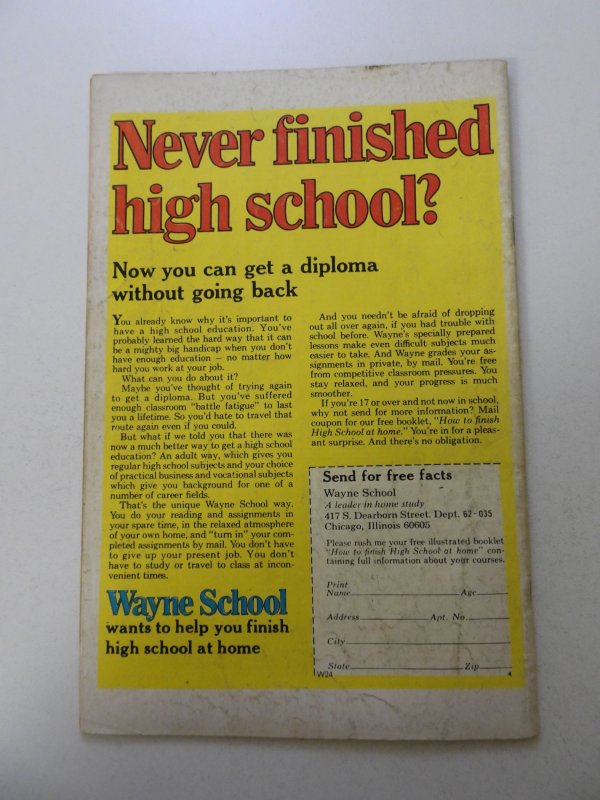 Never finished
high school?
Now you can get a diploma
without going back
You already know why it's important to
have a high school education. You've
probably learned the hard way that it can
be a mighty big handicap when you don't
have enough education – no matter how
hard you work at your job.
What can you do about it?
Maybe you've thought of trying again
to get a diploma. But you've suffered
enough classroom "battle fatigue" to last
you a lifetime. So you'd hate to travel that
route again even if you could.
But what if we told you that there was
now a much better way to get a high school
education? An adult way, which gives you
regular high school subjects and your choice
of practical business and vocational subjects
which give you background for one of a
number of career fields.
That's the unique Wayne School way.
You do your reading and assignments in
your spare time, in the relaxed atmosphere
of your own home, and "turn in" your com-
pleted assignments by mail. You don't have
to give up your present job. You don't
have to study or travel to class at incon-
venient times.
Wayne School
wants to help you finish
high school at home
And you needn't be afraid of dropping
out all over again, if you had trouble with
school before. Wayne's specially prepared
lessons make even difficult subjects much
easier to take. And Wayne grades your as-
signments in private, by mail. You're free
from competitive classroom pressures. You
stay relaxed, and your progress is much
smoother.
If you're 17 or over and not now in school,
why not send for more information? Mail
coupon for our free booklet, "How to finish
High School at home." You're in for a pleas-
ant surprise. And there's no obligation.
Send for free facts
Wayne School
A leader in home study
417 S. Dearborn Street. Dept. 62-035
Chicago, Illinois 60605
Please rush me your free illustrated booklet
"How to finish High School at home" con-
taining full information about your courses.
Print
Name Age
Address Apt. No.
City
State Zip
W24